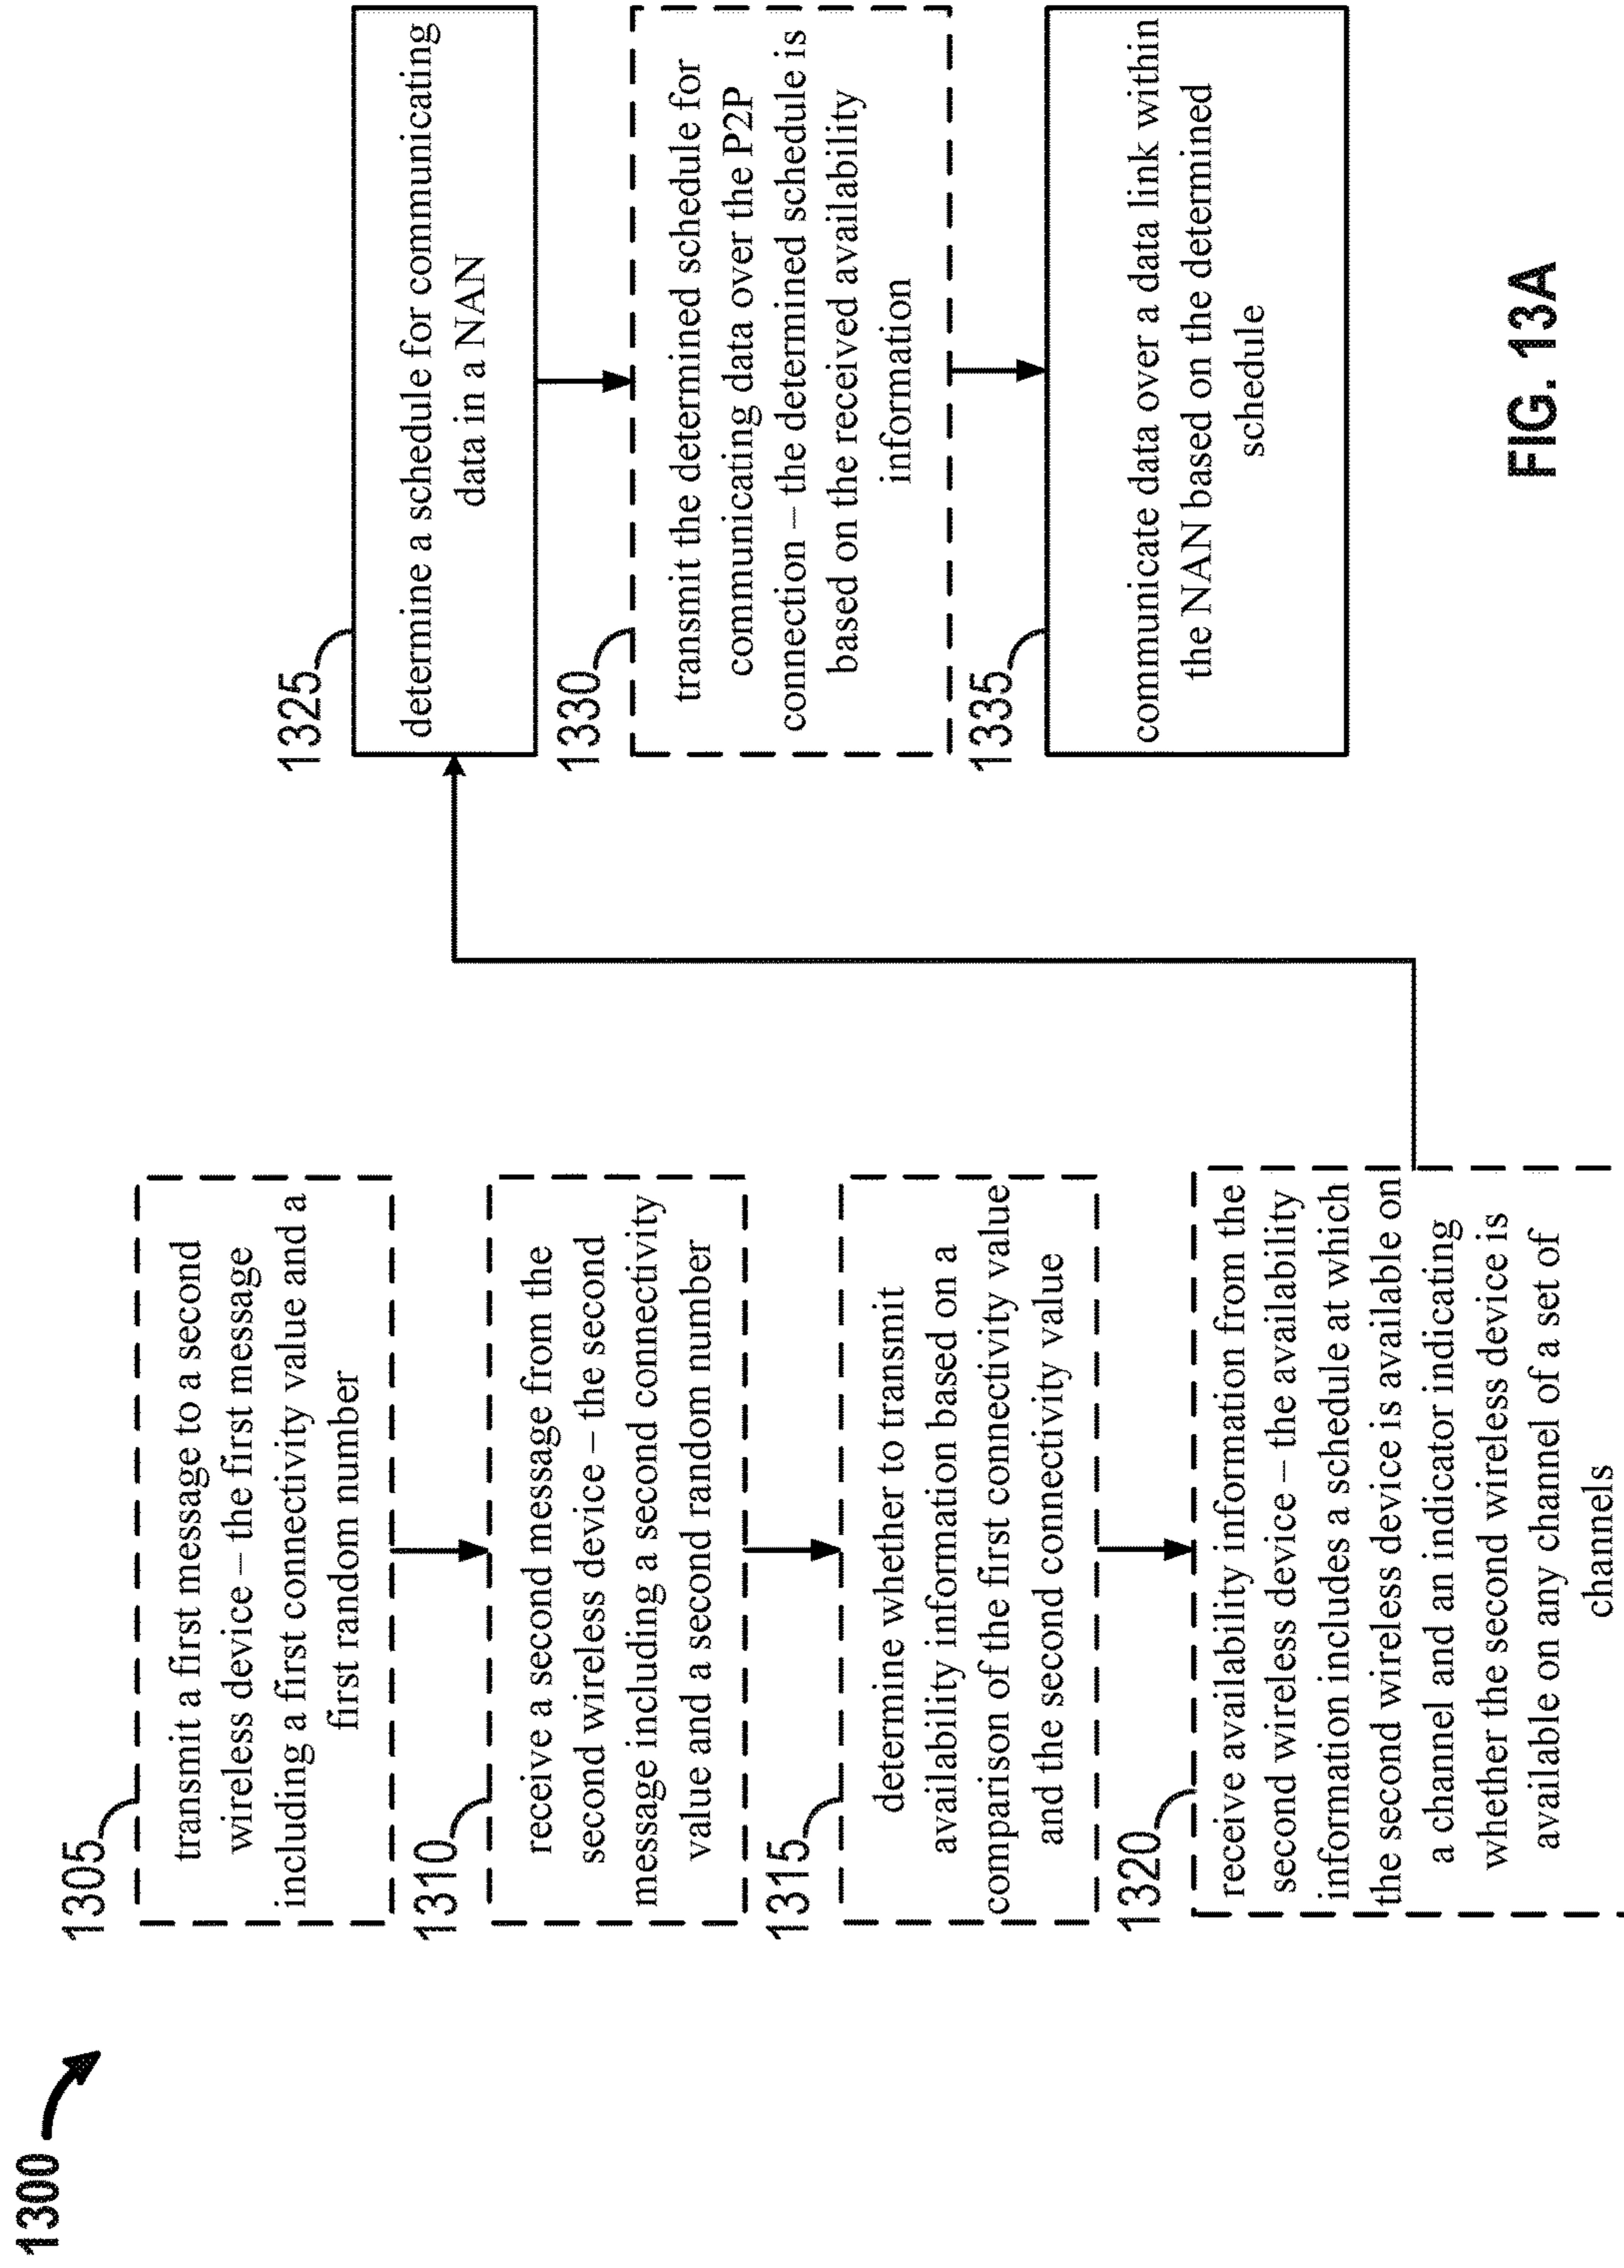 1300
1305
transmit a first message to a second
wireless device – the first message
including a first connectivity value and a
first random number
1310
receive a second message from the
second wireless device – the second
message including a second connectivity
value and a second random number
1315
determine whether to transmit
availability information based on a
comparison of the first connectivity value
and the second connectivity value
1320
receive availability information from the
second wireless device – the availability
information includes a schedule at which
the second wireless device is available on
a channel and an indicator indicating
whether the second wireless device is
available on any channel of a set of
channels
1325
determine a schedule for communicating
data in a NAN
1330
transmit the determined schedule for
communicating data over the P2P
connection – the determined schedule is
based on the received availability
information
1335
communicate data over a data link within
the NAN based on the determined
schedule
FIG. 13A